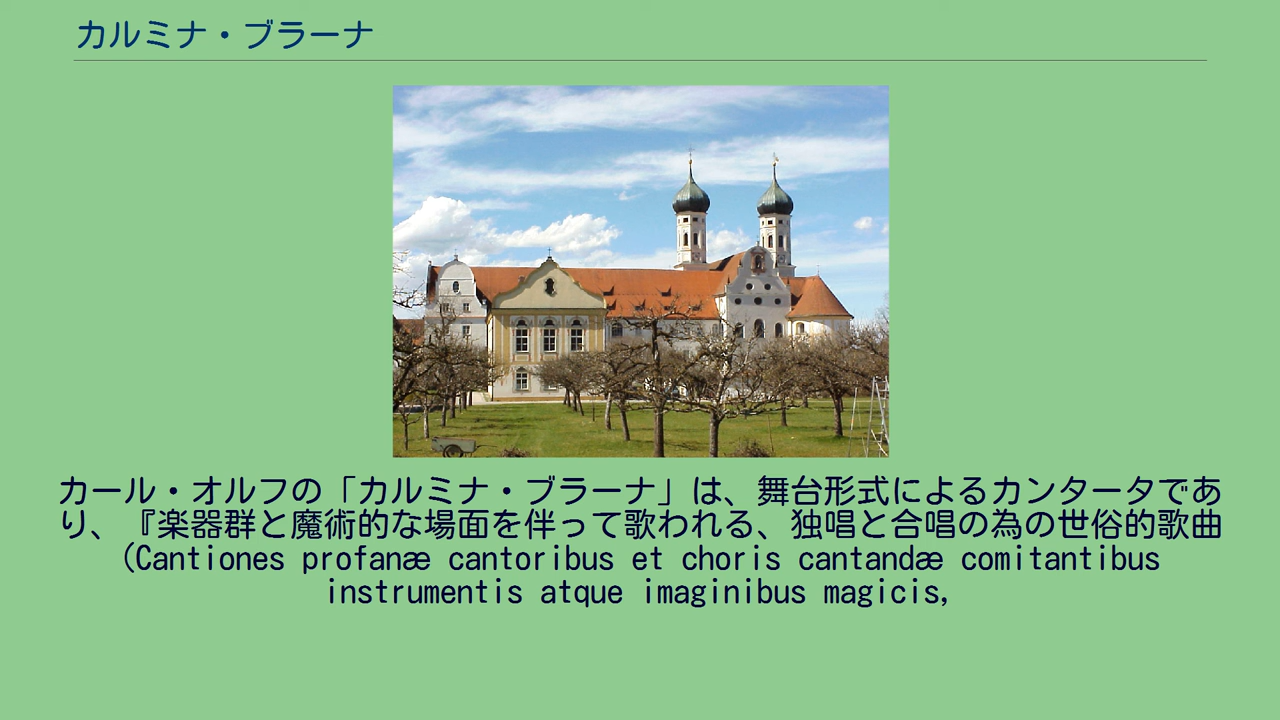 カルミナ・ブラーナ
カール・オルフの「カルミナ・ブラーナ」は、舞台形式によるカンタータであ
り、『楽器群と魔術的な場面を伴って歌われる、独唱と合唱の為の世俗的歌曲
(Cantiones profanæ cantoribus et choris cantandæ comitantibus
instrumentis atque imaginibus magicis,